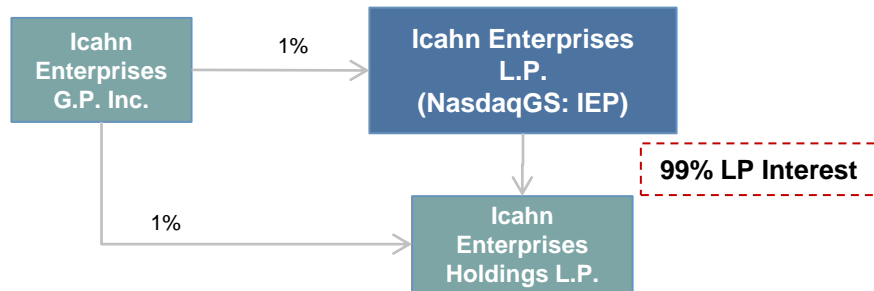 Icahn
Enterprises
G.P. Inc.
1%
Icahn Enterprises
L.P.
(NasdaqGS: IEP)
99% LP Interest
1%
Icahn
Enterprises
Holdings L.P.